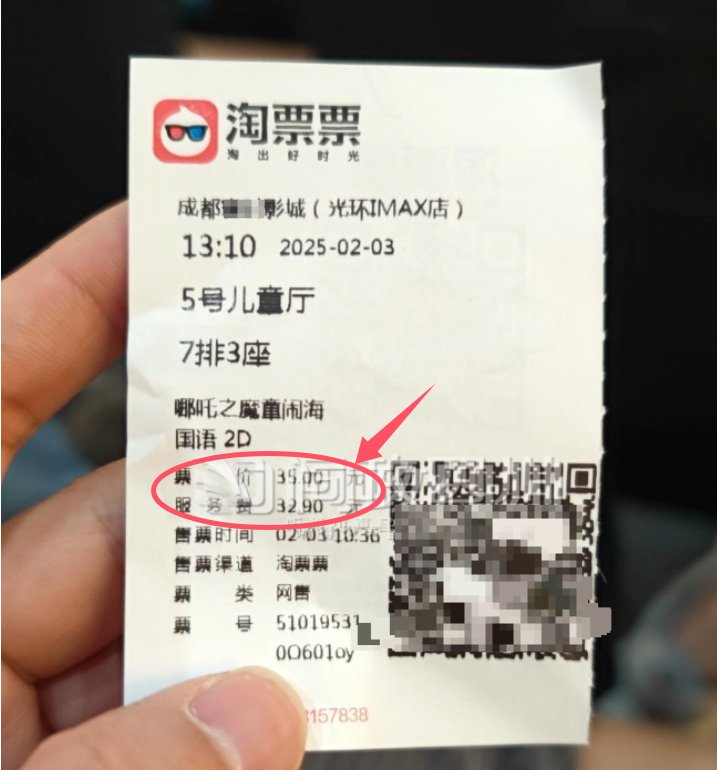 淘票票
淘出好时光
成都 影城（光环IMAX店）
13:10 2025-02-03
5号儿童厅
7排3座
哪吒之魔童闹海
国语 2D
票 价 35.00 元
服 务 费 32.90 元
售票时间 02-03 10:36
售票渠道 淘票票
票 类 网售
票 号 51019531
0O601oy
3157838